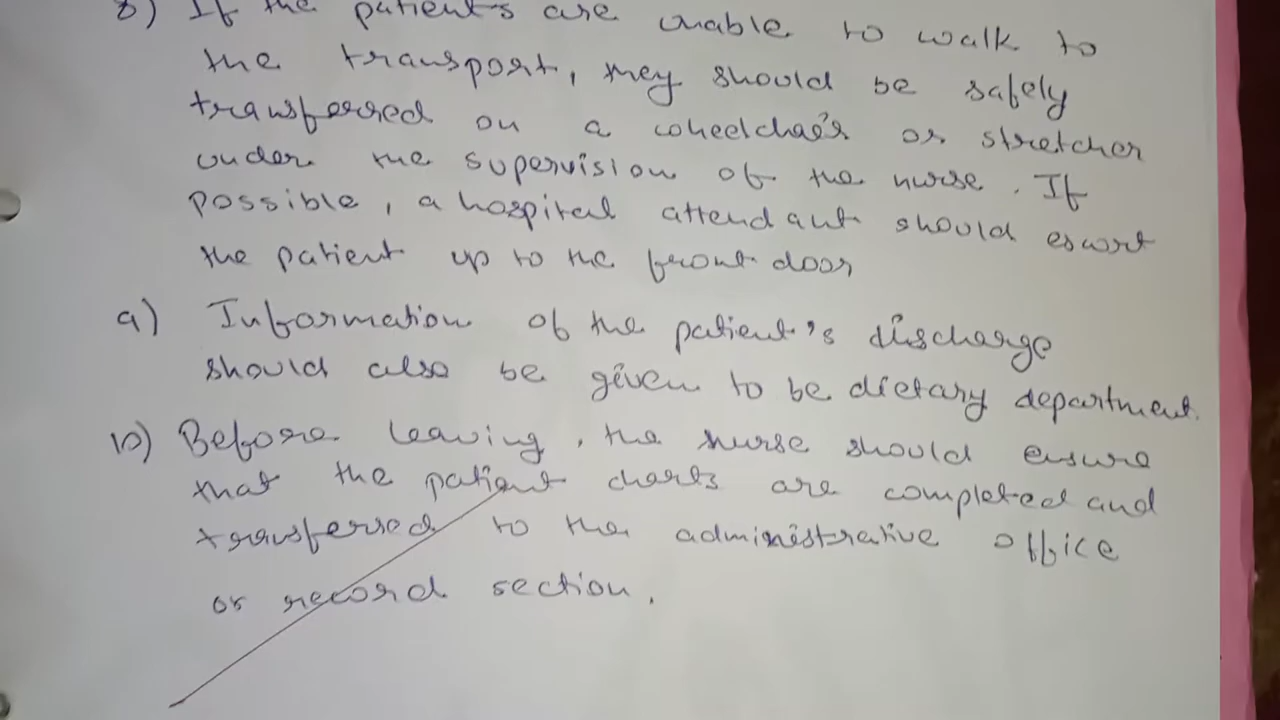 8) If the patients are unable to walk to
the transport, they should be safely
transferred on a wheelchair or stretcher
under the supervision of the nurse. If
possible, a hospital attendant should escort
the patient up to the front door
9) Information of the patient's discharge
should also be given to be dietary department.
10) Before leaving, the nurse should ensure
that the patient charts are completed and
transferred to the administrative office
or record section.